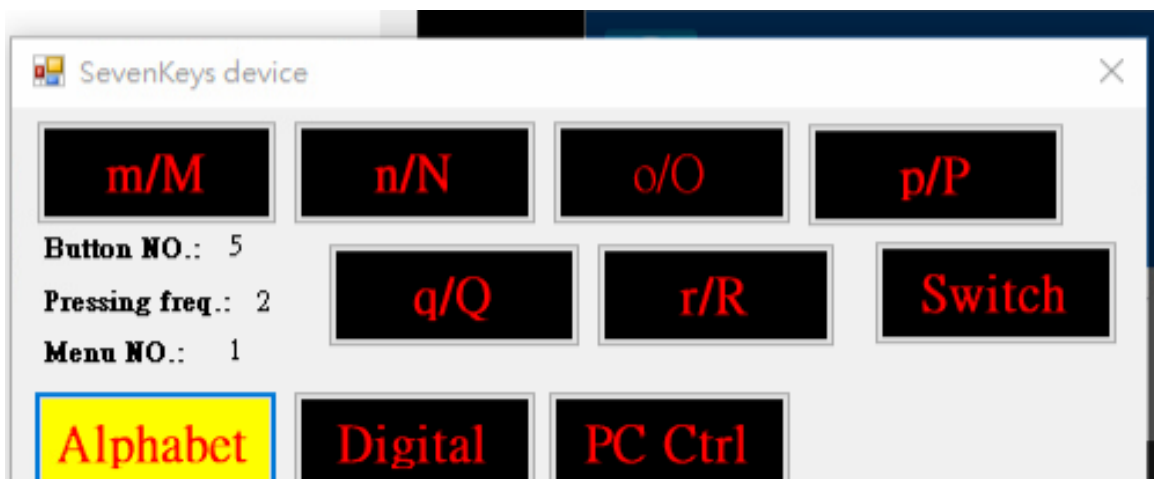 SevenKeys device
m/M n/N o/O p/P
Button NO.: 5
q/Q r/R Switch
Pressing freq.: 2
Menu NO.: 1
Alphabet Digital PC Ctrl